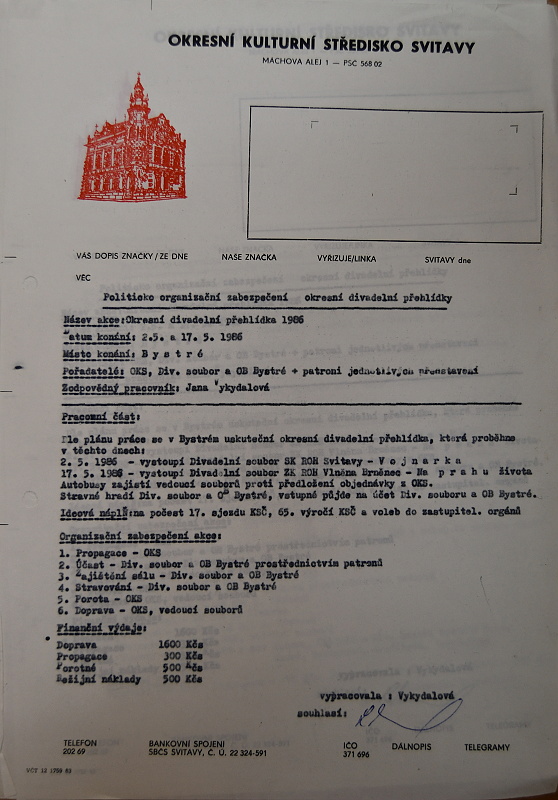 OKRESNÍ KULTURNÍ STŘEDISKO SVITAVY
MÁCHOVA ALEJ 1 — PSČ 568 02
VÁŠ DOPIS ZNAČKY/ZE DNE NAŠE ZNAČKA VYŘIZUJE/LINKA SVITAVY dne
VĚC
Politicko organizační zabezpečení okresní divadelní přehlídky
Název akce:Okresní divadelní přehlídka 1986
Datum konání: 2.5. a 17. 5. 1986
Místo konání: B y s t r é
Pořadatelé: OKS, Div. soubor a OB Bystré + patroni jednotlivých představení
Zodpovědný pracovník: Jana Vykydalová
Pracovní část:
Dle plánu práce se v Bystrém uskuteční okresní divadelní přehlídka, která proběhne
v těchto dnech:
2. 5. 1986 - vystoupí Divadelní soubor SK ROH Svitavy - V o j n a r k a
17. 5. 1986 - vystoupí Divadelní soubor ZK ROH Vlněna Brněnec - Na p r a h u života
Autobusy zajistí vedoucí souborů proti předložení objednávky z OKS.
Stravné hradí Div. soubor a OB Bystré, vstupné půjde na účet Div. souboru a OB Bystré.
Ideová náplň:na počest 17. sjezdu KSČ, 65. výročí KSČ a voleb do zastupitel. orgánů
Organizační zabezpečení akce:
1. Propagace - OKS
2. Účast - Div. soubor a OB Bystré prostřednictvím patronů
3. Zajištění sálu - Div. soubor a OB Bystré
4. Stravování - Div. soubor a OB Bystré
5. Porota - OKS
6. Doprava - OKS, vedoucí souborů
Finanční výdaje:
Doprava 1600 Kčs
Propagace 300 Kčs
Porotné 500 Kčs
Režijní náklady 500 Kčs
vypracovala : Vykydalová
souhlasí:
TELEFON BANKOVNÍ SPOJENÍ IČO DÁLNOPIS TELEGRAMY
202 69 SBČS SVITAVY, Č. Ú. 22 324-591 371 696
VČT 12 1759 83